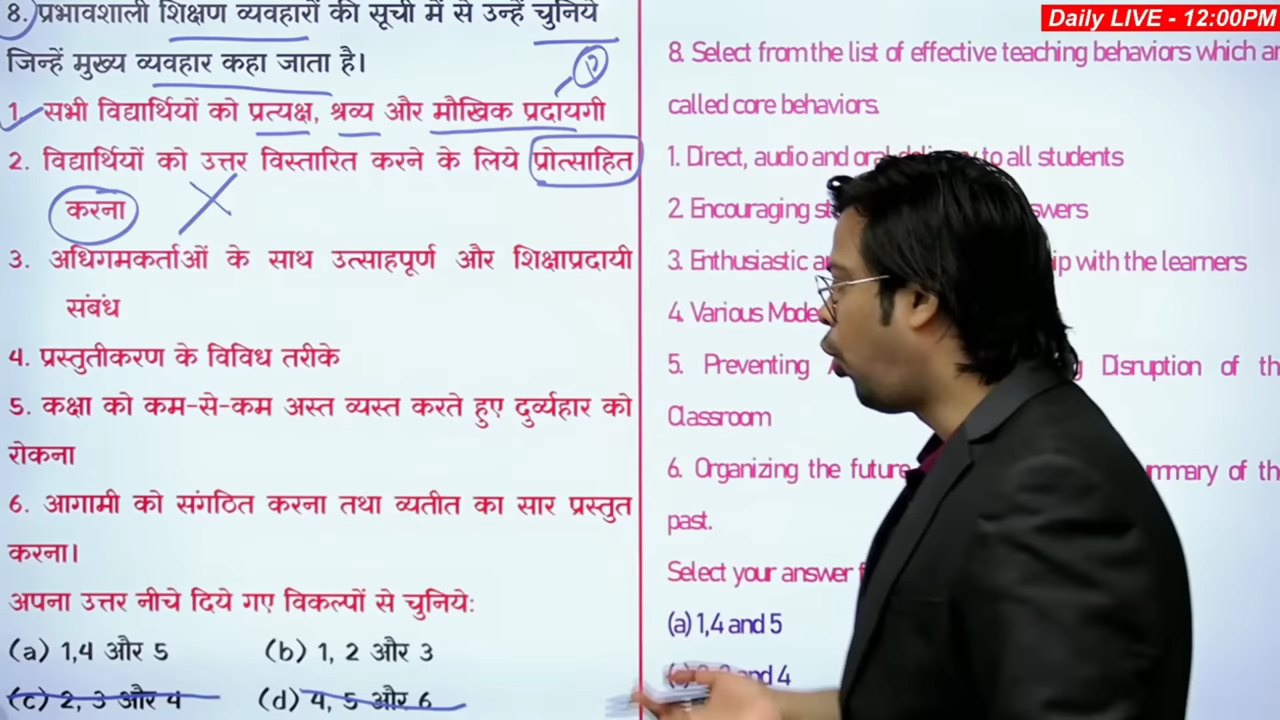 Daily LIVE - 12:00PM
8. प्रभावशाली शिक्षण व्यवहारों की सूची में से उन्हें चुनिये
जिन्हें मुख्य व्यवहार कहा जाता है।
1. सभी विद्यार्थियों को प्रत्यक्ष, श्रव्य और मौखिक प्रदायगी
2. विद्यार्थियों को उत्तर विस्तारित करने के लिये प्रोत्साहित
करना
3. अधिगमकर्ताओं के साथ उत्साहपूर्ण और शिक्षाप्रदायी
संबंध
4. प्रस्तुतीकरण के विविध तरीके
5. कक्षा को कम-से-कम अस्त व्यस्त करते हुए दुर्व्यहार को
रोकना
6. आगामी को संगठित करना तथा व्यतीत का सार प्रस्तुत
करना।
अपना उत्तर नीचे दिये गए विकल्पों से चुनिये:
(a) 1,4 और 5 (b) 1, 2 और 3
(c) 2, 3 और 4 (d) 4, 5 और 6
8. Select from the list of effective teaching behaviors which
called core behaviors.
1. Direct, audio and oral to all students
2. Encouraging
3. Enthusiastic with the learners
4. Various
5. Preventing Disruption of
Classroom
6. Organizing the future of
past.
Select your answer
(a) 1,4 and 5
and 4